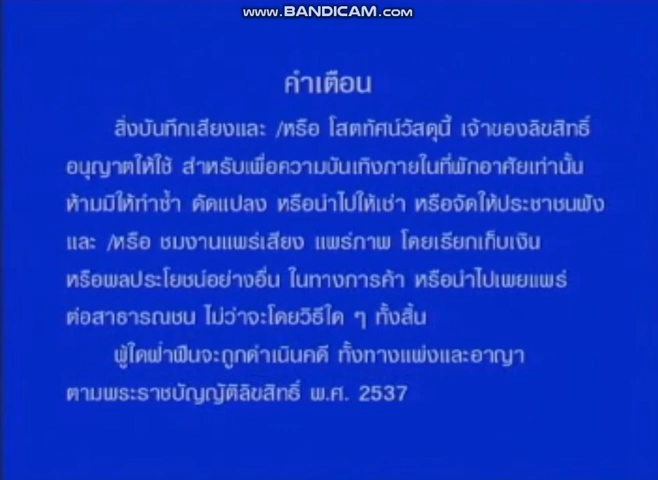 www.BANDICAM.com
คำเตือน
สิ่งบันทึกเสียงและ /หรือ โสตทัศน์วัสดุนี้ เจ้าของลิขสิทธิ์
อนุญาตให้ใช้ สำหรับเพื่อความบันเทิงภายในที่พักอาศัยเท่านั้น
ห้ามมิให้ทำซ้ำ ดัดแปลง หรือนำไปให้เช่า หรือจัดให้ประชาชนฟัง
และ /หรือ ชมงานแพร่เสียง แพร่ภาพ โดยเรียกเก็บเงิน
หรือผลประโยชน์อย่างอื่น ในทางการค้า หรือนำไปเผยแพร่
ต่อสาธารณชน ไม่ว่าจะโดยวิธีใด ๆ ทั้งสิ้น
ผู้ใดฝ่าฝืนจะถูกดำเนินคดี ทั้งทางแพ่งและอาญา
ตามพระราชบัญญัติลิขสิทธิ์ พ.ศ. 2537